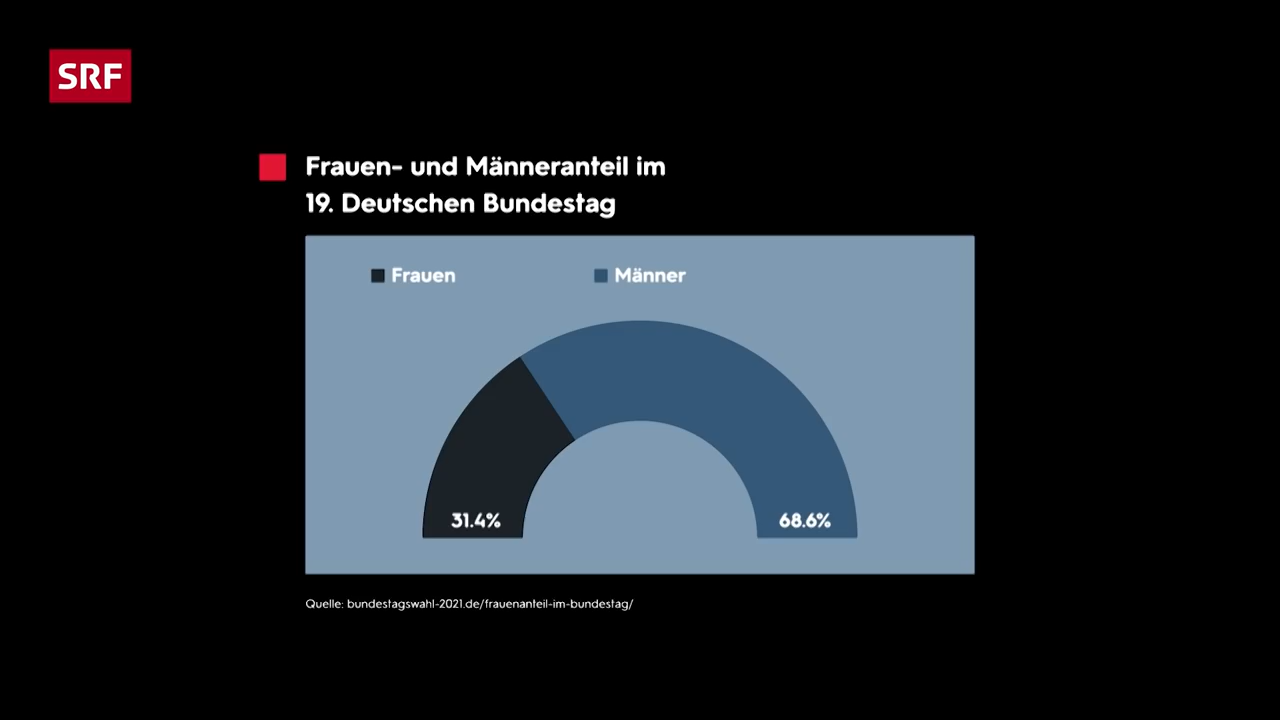 SRF
Frauen- und Männeranteil im
19. Deutschen Bundestag
Frauen
Männer
31.4%
68.6%
Quelle: bundestagswahl-2021.de/frauenanteil-im-bundestag/